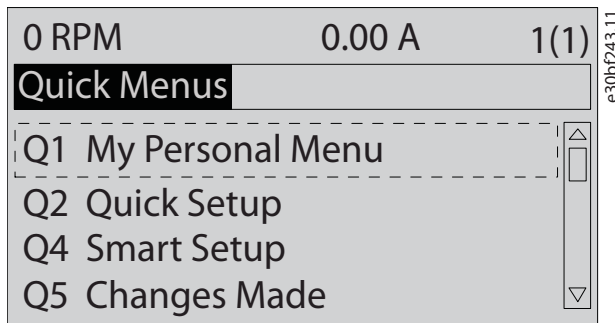 0 RPM 0.00 A 1(1)
Quick Menus
Q1 My Personal Menu
Q2 Quick Setup
Q4 Smart Setup
Q5 Changes Made
e30bf243.11